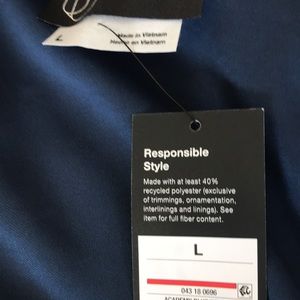 Made in Vietnam
L
Hecho en Vietnam
Responsible
Style
Made with at least 40%
recycled polyester (exclusive
of trimmings, ornamentation,
interlinings and linings). See
item for full fiber content.
L
043 18 0696